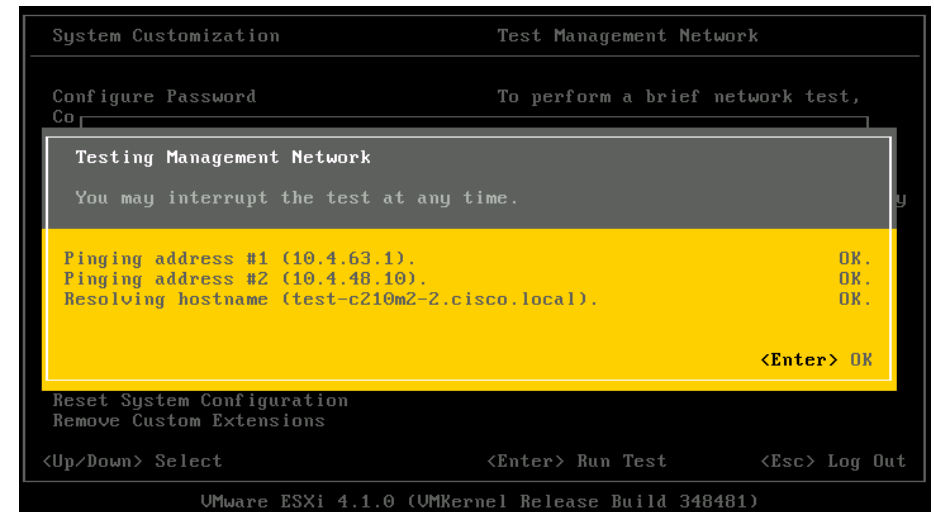 System Customization
Test Management Network
Configure Password
To perform a brief network test,
Co
Testing Management Network
You may interrupt the test at any time.
y
Pinging address #1 (10.4.63.1). OK.
Pinging address #2 (10.4.48.10). OK.
Resolving hostname (test-c210m2-2.cisco.local). OK.
<Enter> OK
Reset System Configuration
Remove Custom Extensions
<Up/Down> Select <Enter> Run Test <Esc> Log Out
VMware ESXi 4.1.0 (VMKernel Release Build 348481)